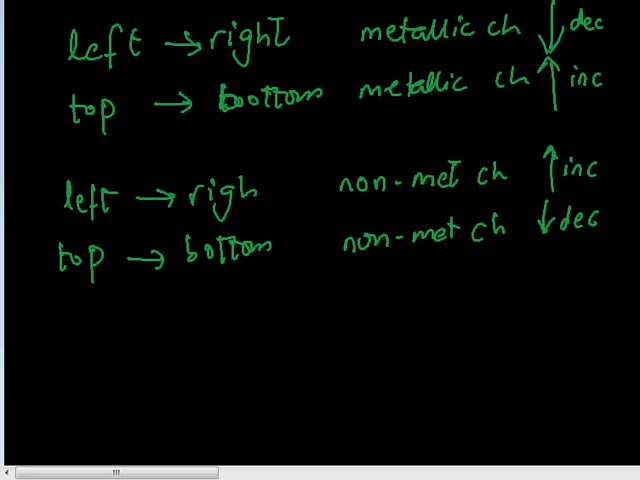 left → right metallic ch ↓ dec
top → bottom metallic ch ↑ inc
left → righ non-met ch ↑ inc
top → bottom non-met ch ↓ dec